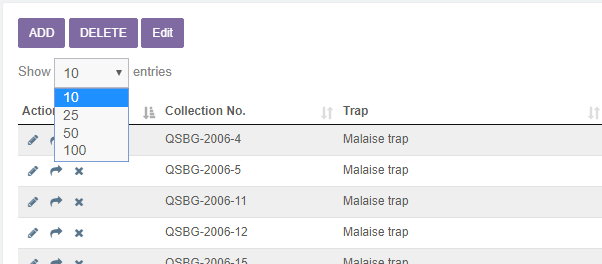 ADD DELETE Edit
Show 10 entries
10
25
50
100
Action Collection No. Trap
QSBG-2006-4 Malaise trap
QSBG-2006-5 Malaise trap
QSBG-2006-11 Malaise trap
QSBG-2006-12 Malaise trap
QSBG-2006-15 Malaise trap